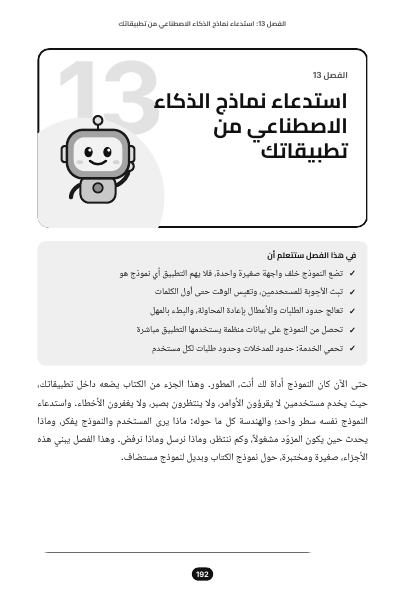 الفصل 13: استدعاء نماذج الذكاء الاصطناعي من تطبيقاتك
13
الفصل 13
استدعاء نماذج الذكاء
الاصطناعي من
تطبيقاتك
في هذا الفصل ستتعلم أن
✔ تضع النموذج خلف واجهة صغيرة واحدة، فلا يهم التطبيق أي نموذج هو
✔ تبث الأجوبة للمستخدمين، وتقيس الوقت حتى أول الكلمات
✔ تعالج حدود الطلبات والأعطال بإعادة المحاولة، والبطء بالمهل
✔ تحصل من النموذج على بيانات منظمة يستخدمها التطبيق مباشرة
✔ تحمي الخدمة: حدود للمدخلات وحدود طلبات لكل مستخدم
حتى الآن كان النموذج أداة لك أنت، المطور. وهذا الجزء من الكتاب يضعه داخل تطبيقاتك،
حيث يخدم مستخدمين لا يقرؤون الأوامر، ولا ينتظرون بصبر، ولا يغفرون الأخطاء. واستدعاء
النموذج نفسه سطر واحد؛ والهندسة كل ما حوله: ماذا يرى المستخدم والنموذج يفكر، وماذا
يحدث حين يكون المزوّد مشغولاً، وكم ننتظر، وماذا نرسل وماذا نرفض. وهذا الفصل يبني هذه
الأجزاء، صغيرة ومختبرة، حول نموذج الكتاب وبديل لنموذج مستضاف.
192